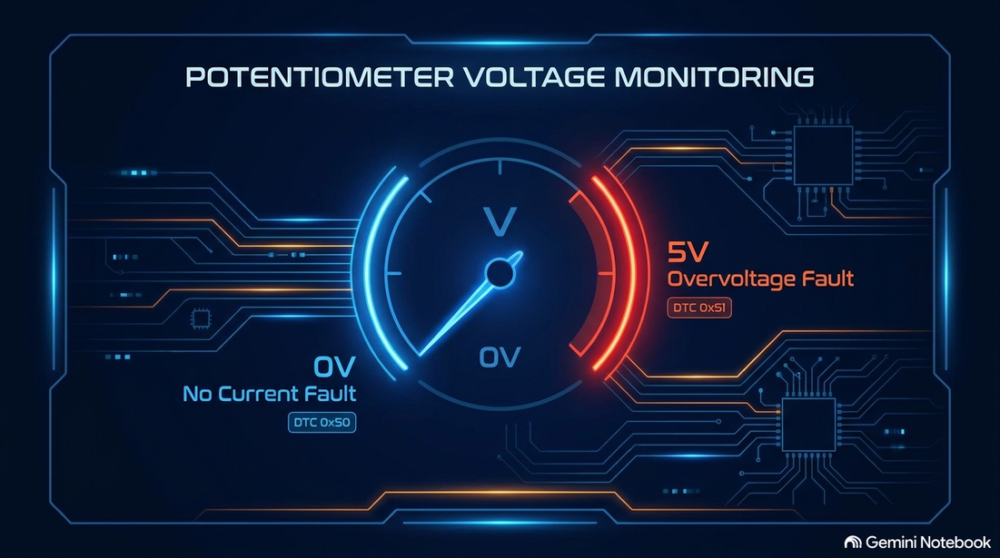 POTENTIOMETER VOLTAGE MONITORING
V
0V
5V
Overvoltage Fault
DTC 0x51
0V
No Current Fault
DTC 0x50
Gemini Notebook